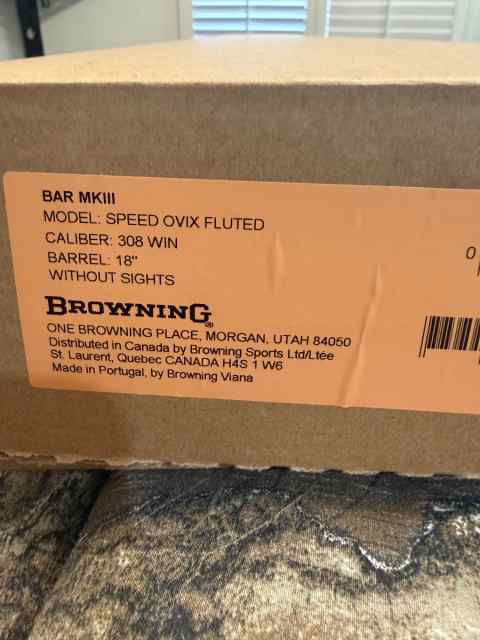 BAR MKIII
MODEL: SPEED OVIX FLUTED
CALIBER: 308 WIN
BARREL: 18"
WITHOUT SIGHTS
0
BROWNING®
ONE BROWNING PLACE, MORGAN, UTAH 84050
Distributed in Canada by Browning Sports Ltd/Ltée
St. Laurent, Quebec CANADA H4S 1 W6
Made in Portugal, by Browning Viana